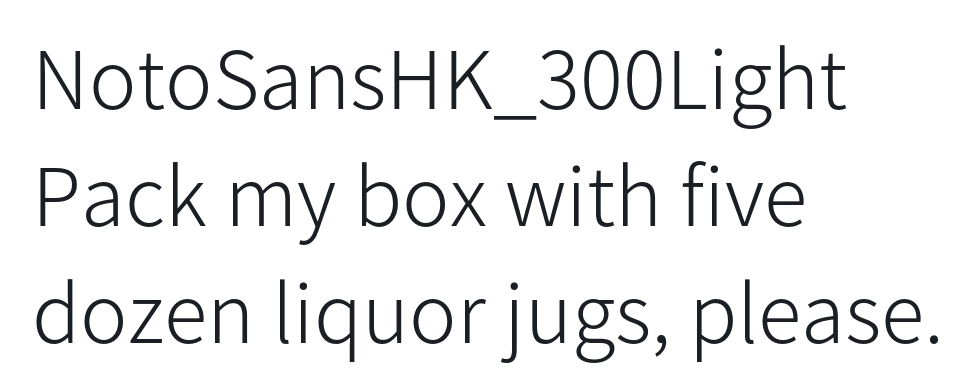 NotoSansHK_300Light
Pack my box with five
dozen liquor jugs, please.